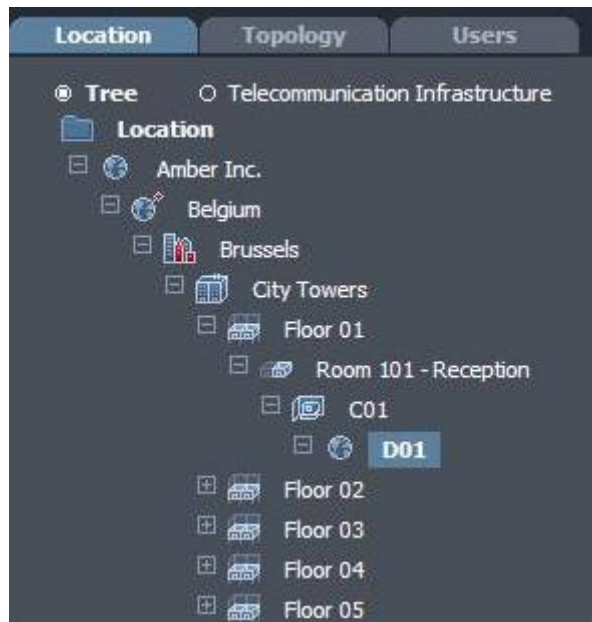 Location Topology Users
Tree Telecommunication Infrastructure
Location
Amber Inc.
Belgium
Brussels
City Towers
Floor 01
Room 101 - Reception
C01
D01
Floor 02
Floor 03
Floor 04
Floor 05